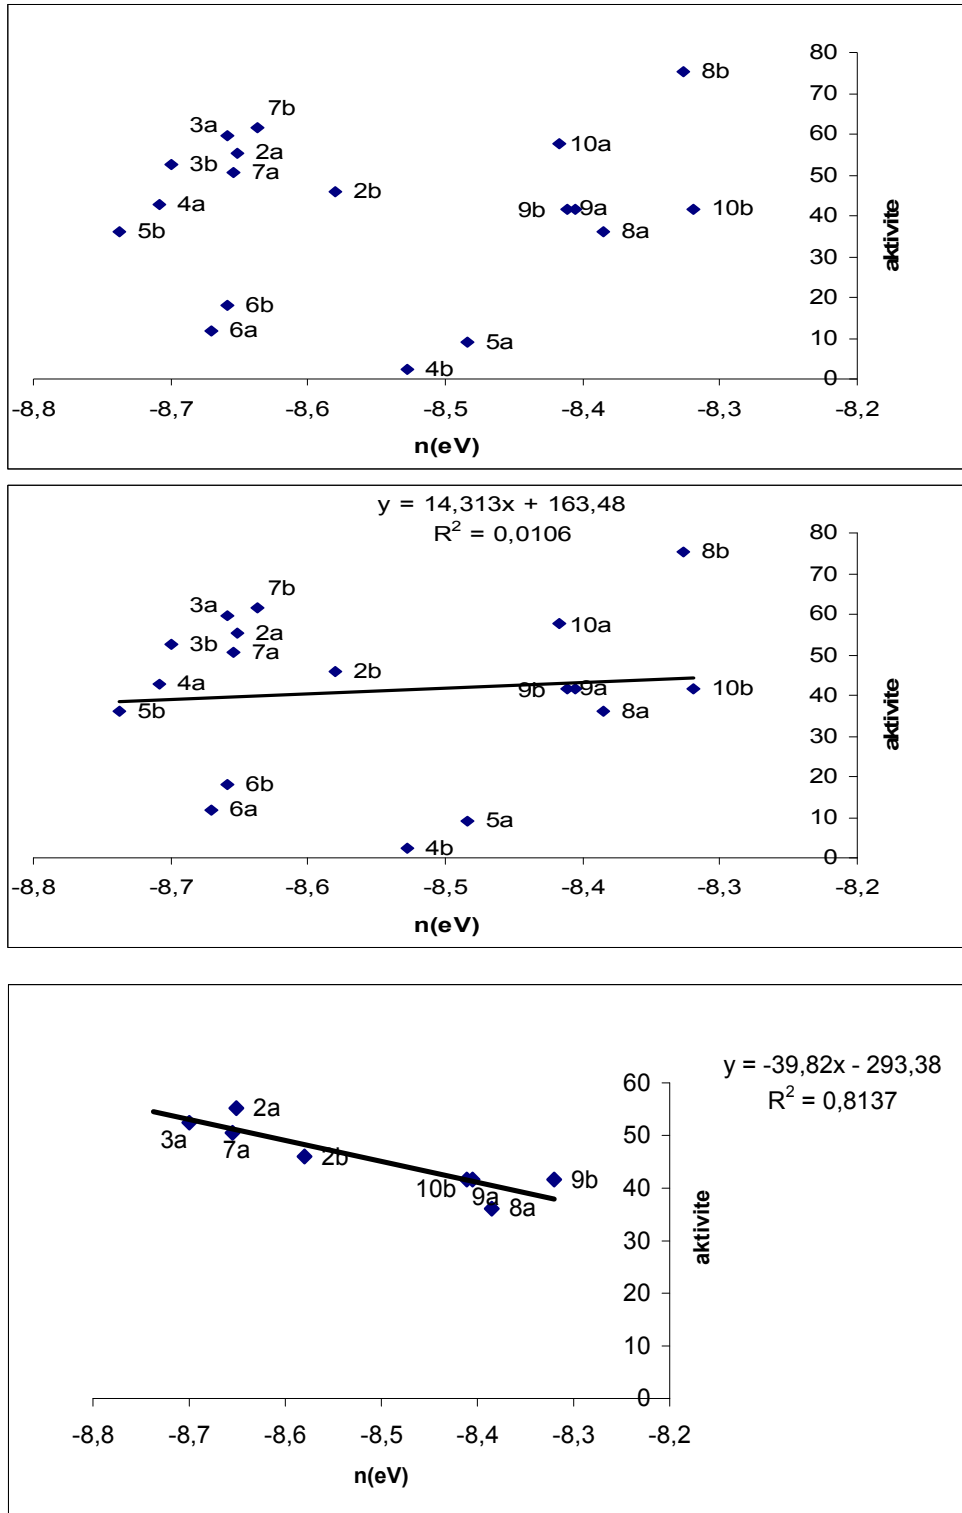 80
8b
70
7b
3a
60
10a
2a
3b
7a
50
2b
4a
40
9b
9a
10b
5b
8a
30
aktivite
20
6b
6a
10
5a
4b
0
-8,8
-8,7
-8,6
-8,5
-8,4
-8,3
-8,2
n(eV)
y = 14,313x + 163,48
R² = 0,0106
80
8b
70
7b
3a
60
10a
2a
3b
7a
50
2b
4a
40
9b
9a
10b
5b
8a
30
aktivite
20
6b
6a
10
5a
4b
0
-8,8
-8,7
-8,6
-8,5
-8,4
-8,3
-8,2
n(eV)
y = -39,82x - 293,38
R² = 0,8137
60
2a
3a
7a
50
2b
10b
9a
8a
9b
40
30
aktivite
20
10
0
-8,8
-8,7
-8,6
-8,5
-8,4
-8,3
-8,2
n(eV)